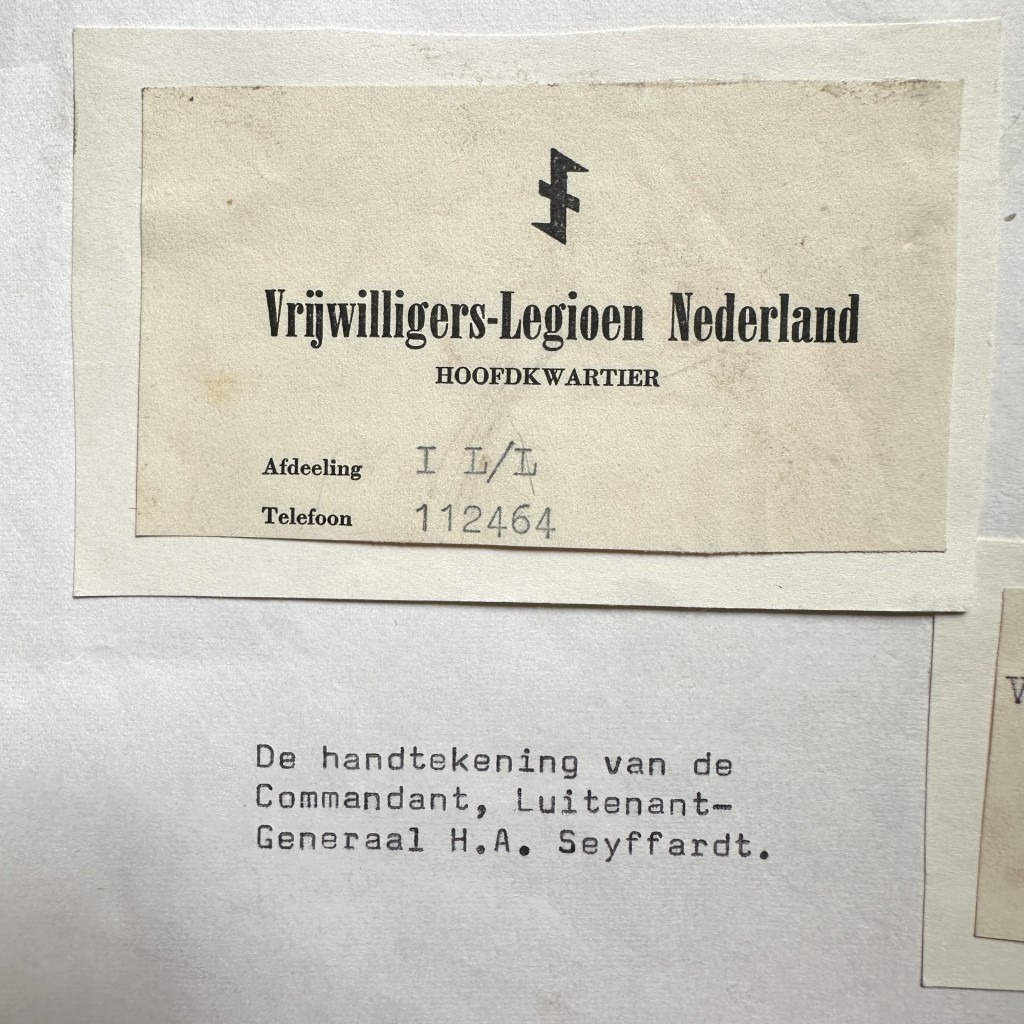 Vrijwilligers-Legioen Nederland
HOOFDKWARTIER
Afdeeling I L/L
Telefoon 112464
De handtekening van de
Commandant, Luitenant-
Generaal H.A. Seyffardt.